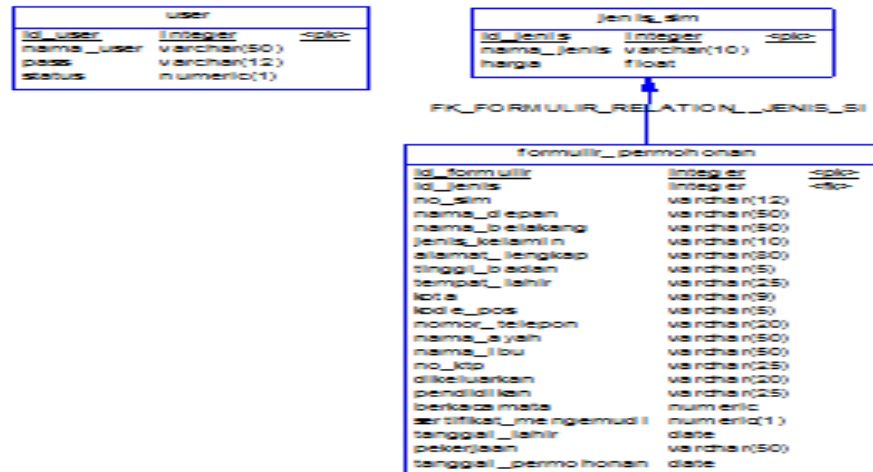 user
id_user Integer <pk>
nama_user varchar(50)
pass varchar(12)
status numeric(1)
jenis_sim
id_jenis Integer <pk>
nama_jenis varchar(10)
harga float
FK_FORMULIR_RELATION__JENIS_SI
formulir_permohonan
id_formulir Integer <pk>
id_jenis Integer <fk>
no_sim varchar(12)
nama_depan varchar(50)
nama_belakang varchar(50)
jenis_kelamin varchar(10)
alamat_lengkap varchar(80)
tinggi_badan varchar(5)
tempat_lahir varchar(25)
kota varchar(9)
kode_pos varchar(5)
nomor_telepon varchar(20)
nama_ayah varchar(50)
nama_ibu varchar(50)
no_ktp varchar(25)
dikeluarkan varchar(20)
pendidikan varchar(25)
berkacamata numeric
sertifikat_mengemudi numeric(1)
tanggal_lahir date
pekerjaan varchar(50)
tanggal_permohonan date